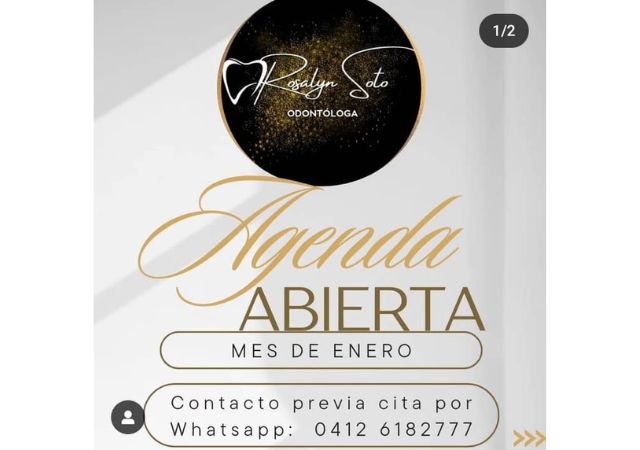 1/2
Rosalyn Soto
ODONTÓLOGA
Agenda
ABIERTA
MES DE ENERO
Contacto previa cita por
Whatsapp: 0412 6182777